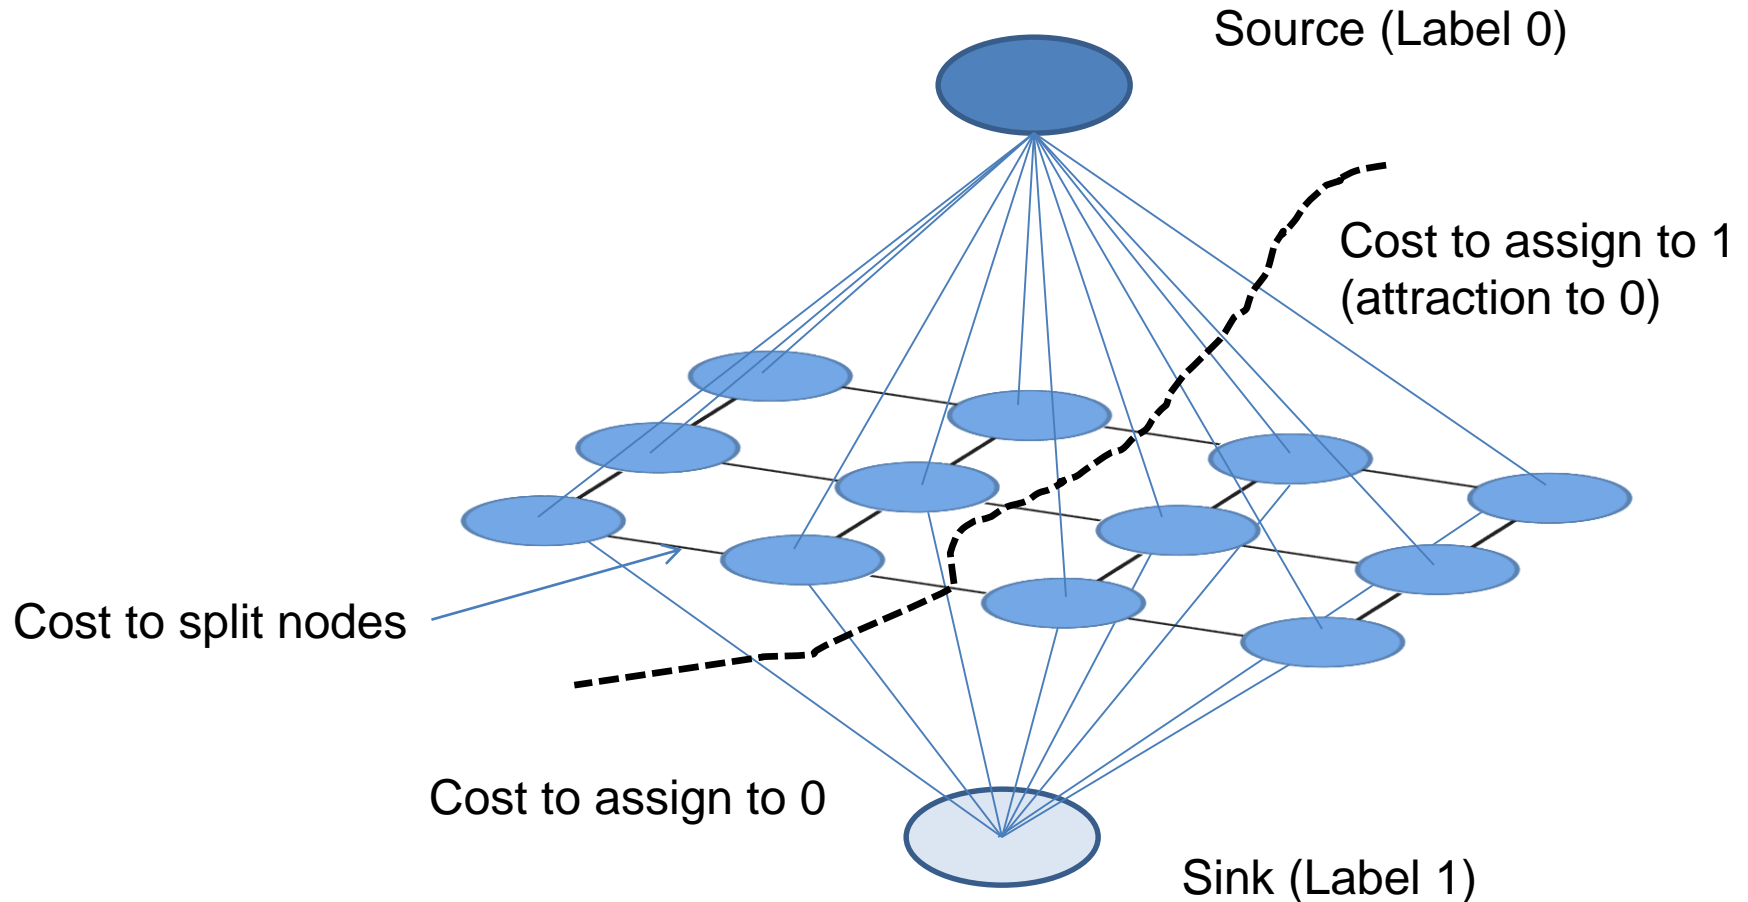 Source (Label 0)
Cost to assign to 1
(attraction to 0)
Cost to split nodes
Cost to assign to 0
Sink (Label 1)